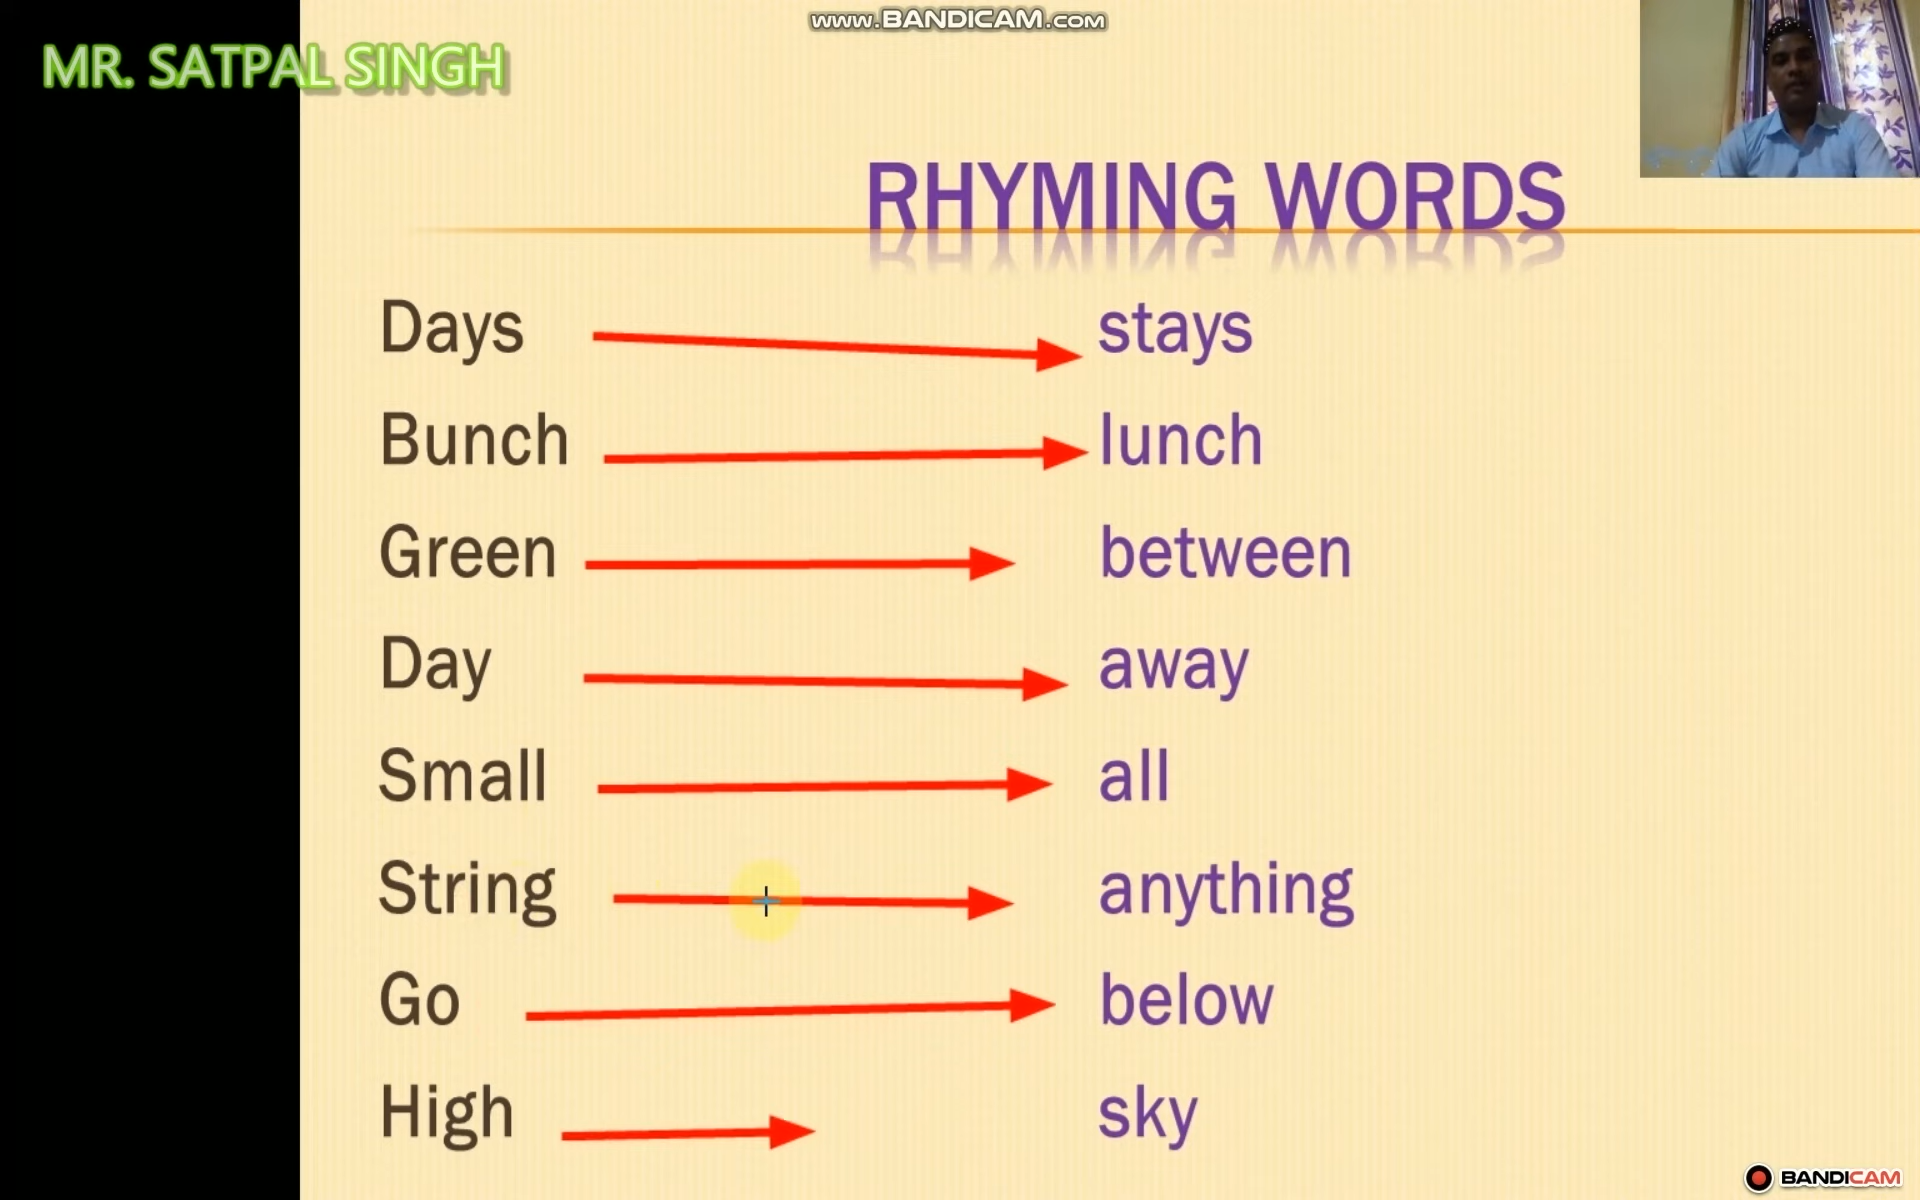 www.BANDICAM.com
MR. SATPAL SINGH
RHYMING WORDS
Days stays
Bunch lunch
Green between
Day away
Small all
String anything
Go below
High sky
BANDICAM